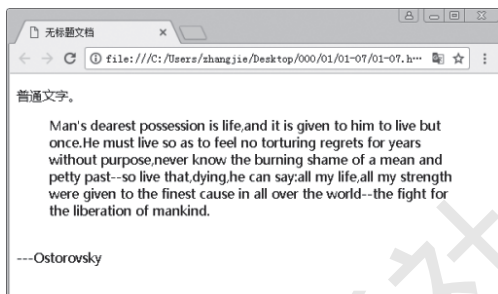 无标题文档
file:///C:/Users/zhangjie/Desktop/000/01/01-07/01-07.h…
普通文字。
Man's dearest possession is life,and it is given to him to live but
once.He must live so as to feel no torturing regrets for years
without purpose,never know the burning shame of a mean and
petty past--so live that,dying,he can say:all my life,all my strength
were given to the finest cause in all over the world--the fight for
the liberation of mankind.
---Ostorovsky